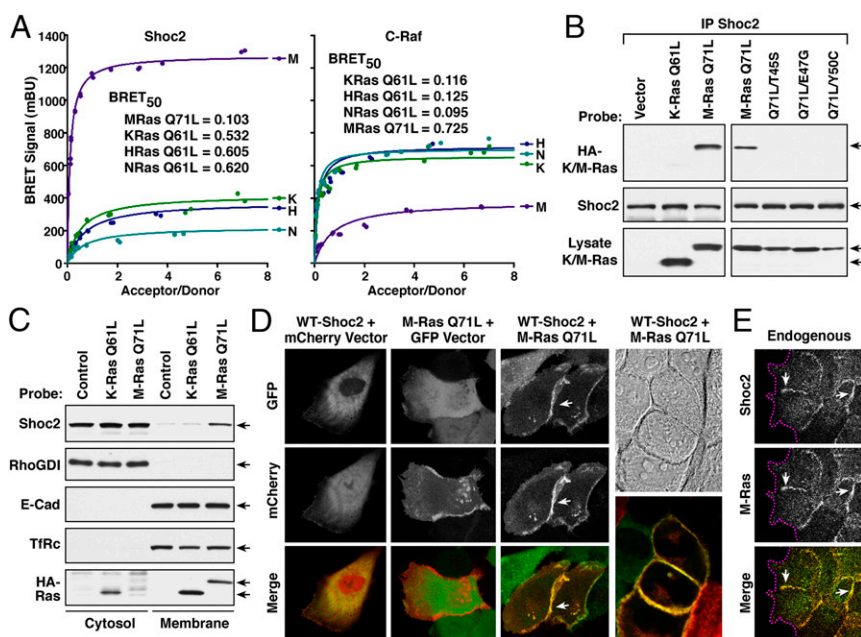 A
Shoc2
C-Raf
BRET Signal (mBU)
1400
1200
1000
800
600
400
200
0
BRET50
MRas Q71L = 0.103
KRas Q61L = 0.532
HRas Q61L = 0.605
NRas Q61L = 0.620
M
K
H
N
0 2 4 6 8
Acceptor/Donor
BRET50
KRas Q61L = 0.116
HRas Q61L = 0.125
NRas Q61L = 0.095
MRas Q71L = 0.725
H
N
K
M
0 2 4 6 8
Acceptor/Donor
B
IP Shoc2
Probe:
Vector
K-Ras Q61L
M-Ras Q71L
M-Ras Q71L
Q71L/T45S
Q71L/E47G
Q71L/Y50C
HA-
K/M-Ras
Shoc2
Lysate
K/M-Ras
C
Probe:
Control
K-Ras Q61L
M-Ras Q71L
Control
K-Ras Q61L
M-Ras Q71L
Shoc2
RhoGDI
E-Cad
TfRc
HA-
Ras
Cytosol
Membrane
D
WT-Shoc2 +
mCherry Vector
M-Ras Q71L +
GFP Vector
WT-Shoc2 +
M-Ras Q71L
WT-Shoc2 +
M-Ras Q71L
GFP
mCherry
Merge
E
Endogenous
Shoc2
M-Ras
Merge